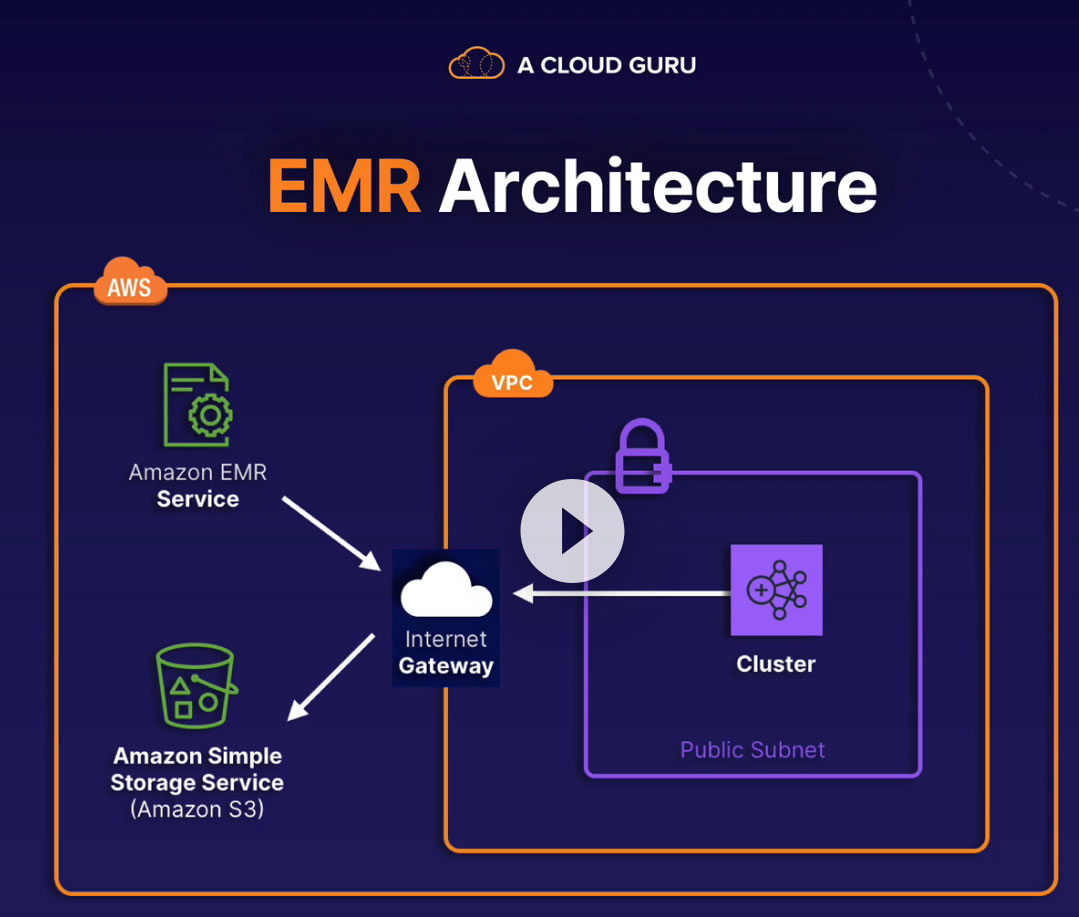 A CLOUD GURU
EMR Architecture
AWS
VPC
Amazon EMR
Service
Internet
Gateway
Cluster
Public Subnet
Amazon Simple
Storage Service
(Amazon S3)